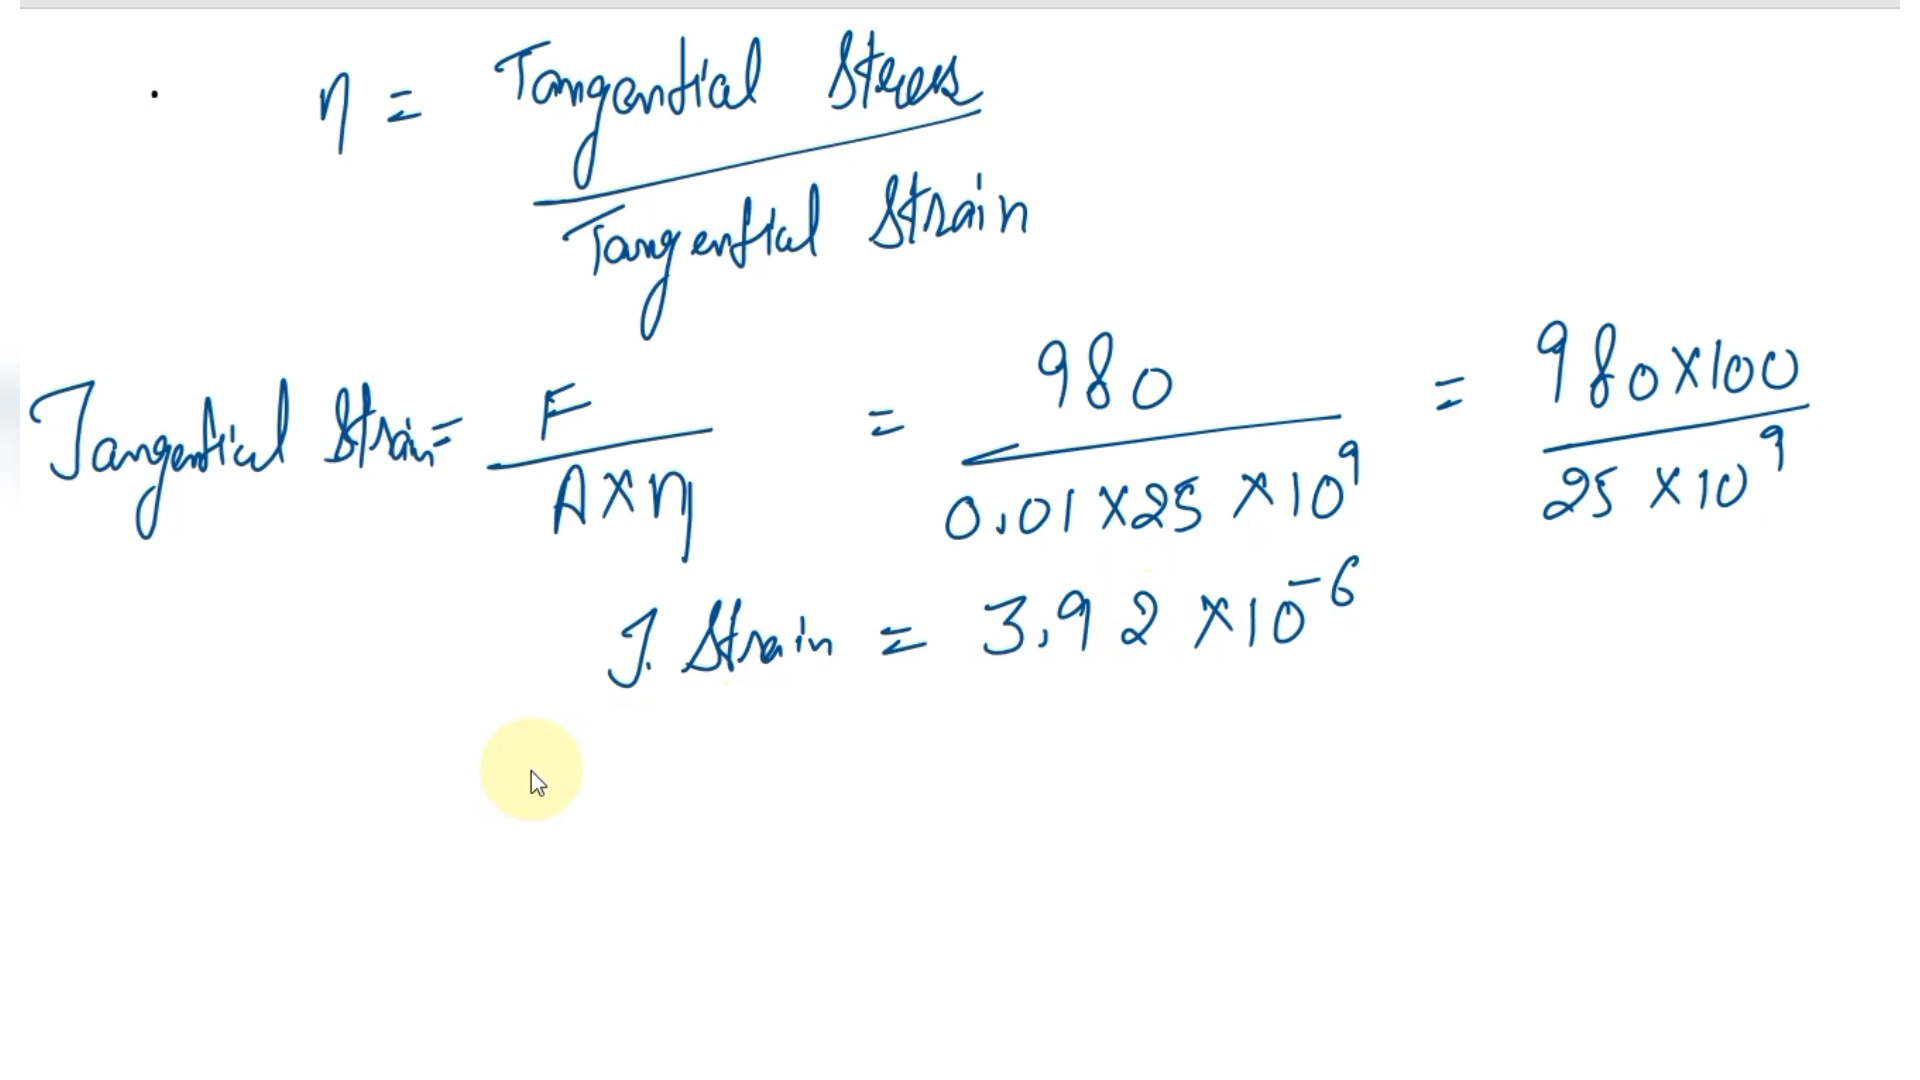 η = Tangential Stress / Tangential Strain
Tangential Strain = F / A × η = 980 / 0.01 × 25 × 10⁹ = 980 × 100 / 25 × 10⁹
T. Strain = 3.92 × 10⁻⁶